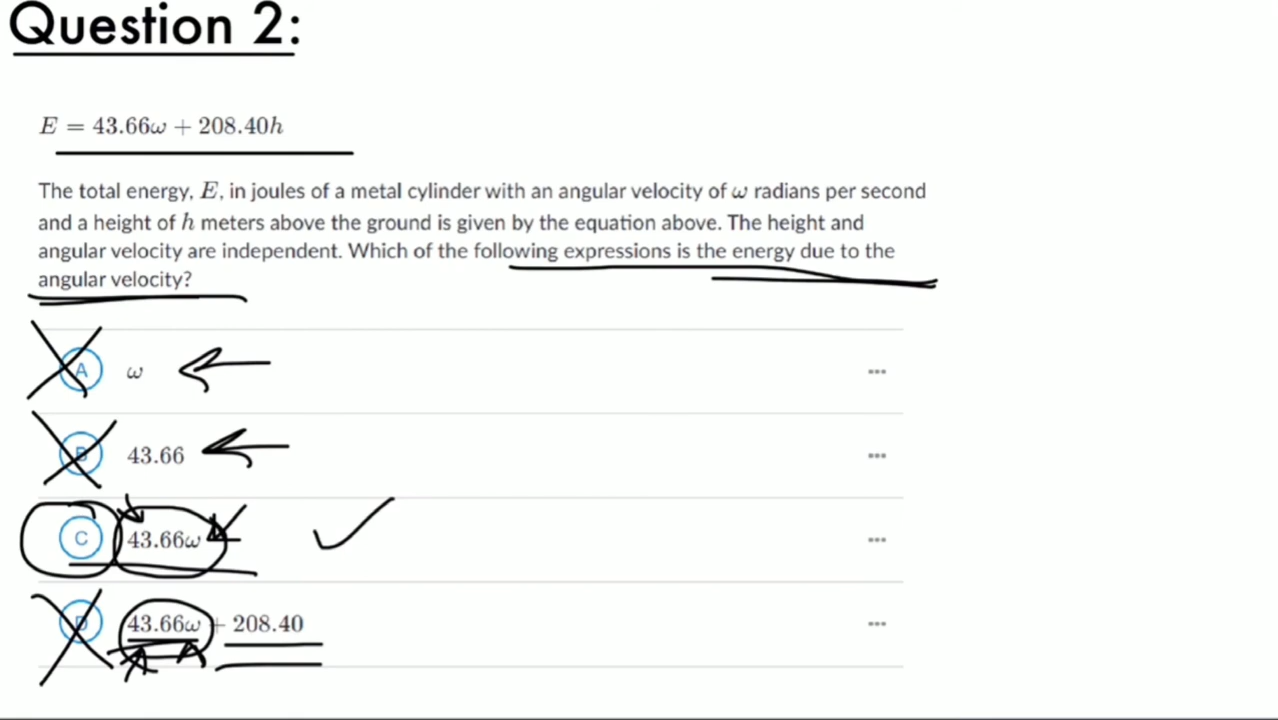 Question 2:
E = 43.66ω + 208.40h
The total energy, E, in joules of a metal cylinder with an angular velocity of ω radians per second
and a height of h meters above the ground is given by the equation above. The height and
angular velocity are independent. Which of the following expressions is the energy due to the
angular velocity?
A ω
B 43.66
C 43.66ω
D 43.66ω + 208.40